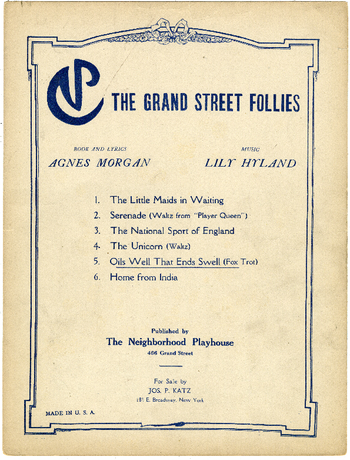 THE GRAND STREET FOLLIES
BOOK AND LYRICS
AGNES MORGAN
MUSIC
LILY HYLAND
1. The Little Maids in Waiting
2. Serenade (Waltz from "Player Queen")
3. The National Sport of England
4. The Unicorn (Waltz)
5. Oils Well That Ends Swell (Fox Trot)
6. Home from India
Published by
The Neighborhood Playhouse
466 Grand Street
For Sale by
JOS. P. KATZ
181 E. Broadway, New York
MADE IN U. S. A.